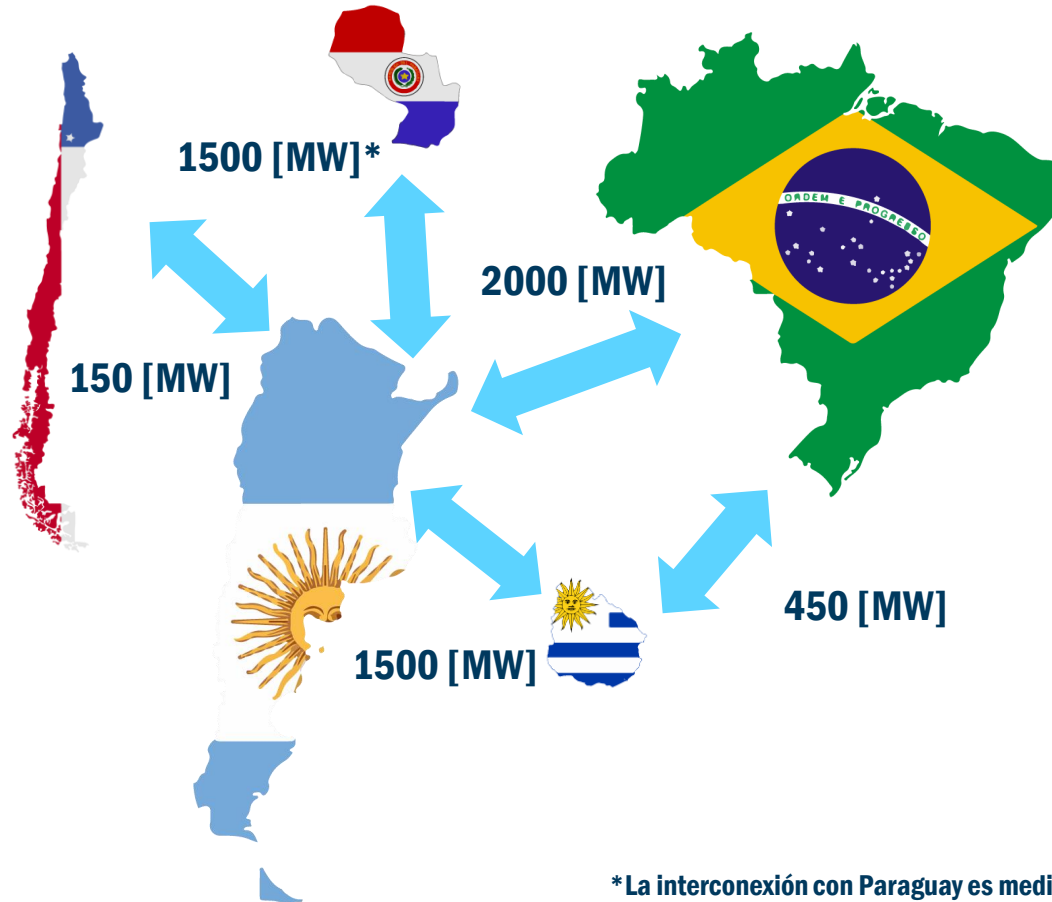 1500 [MW]*
ORDEM E PROGRESSO
2000 [MW]
150 [MW]
450 [MW]
1500 [MW]
*La interconexión con Paraguay es medi